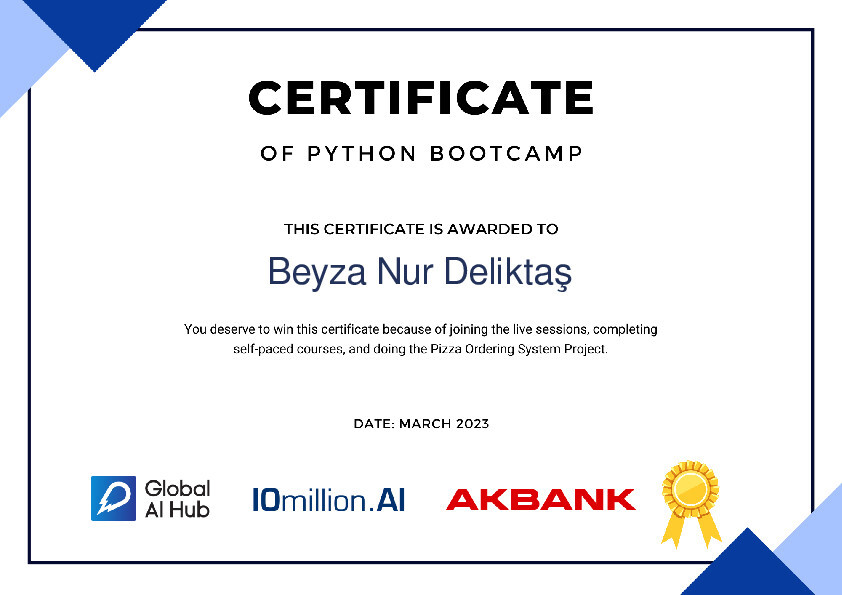 CERTIFICATE
OF PYTHON BOOTCAMP
THIS CERTIFICATE IS AWARDED TO
Beyza Nur Deliktaş
You deserve to win this certificate because of joining the live sessions, completing
self-paced courses, and doing the Pizza Ordering System Project.
DATE: MARCH 2023
Global
AI Hub
10million.AI
AKBANK